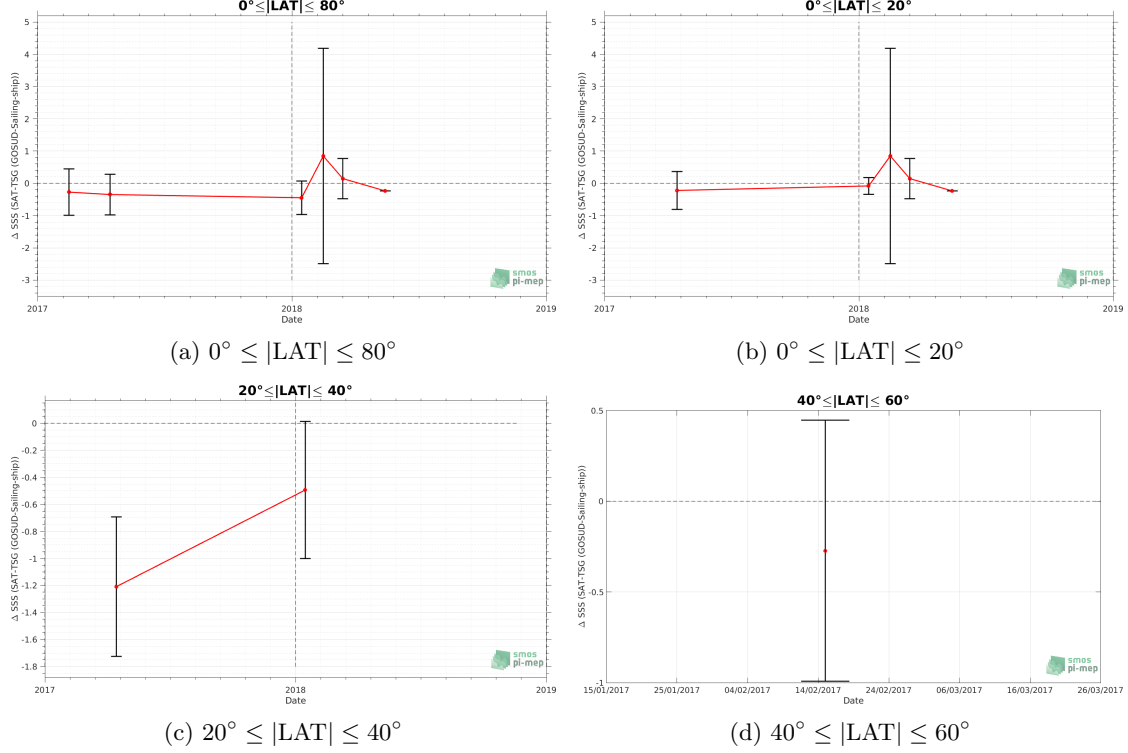 0°≤|LAT|≤ 80°
5
4
3
2
1
0
-1
-2
-3
Δ SSS (SAT-TSG (GOSUD-Sailing-ship))
2017
2018
2019
Date
smos
pi-mep
(a) 0° ≤ |LAT| ≤ 80°
0°≤|LAT|≤ 20°
5
4
3
2
1
0
-1
-2
-3
Δ SSS (SAT-TSG (GOSUD-Sailing-ship))
2017
2018
2019
Date
smos
pi-mep
(b) 0° ≤ |LAT| ≤ 20°
20°≤|LAT|≤ 40°
0
-0.2
-0.4
-0.6
-0.8
-1
-1.2
-1.4
-1.6
-1.8
Δ SSS (SAT-TSG (GOSUD-Sailing-ship))
2017
2018
2019
Date
smos
pi-mep
(c) 20° ≤ |LAT| ≤ 40°
40°≤|LAT|≤ 60°
0.5
0
-0.5
-1
Δ SSS (SAT-TSG (GOSUD-Sailing-ship))
15/01/2017
25/01/2017
04/02/2017
14/02/2017
24/02/2017
06/03/2017
16/03/2017
26/03/2017
Date
smos
pi-mep
(d) 40° ≤ |LAT| ≤ 60°